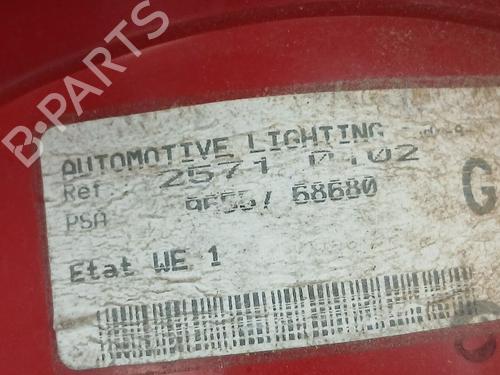 B-PARTS
AUTOMOTIVE LIGHTING
Ref.: 2571
PSA 68680
G
Etat WE 1